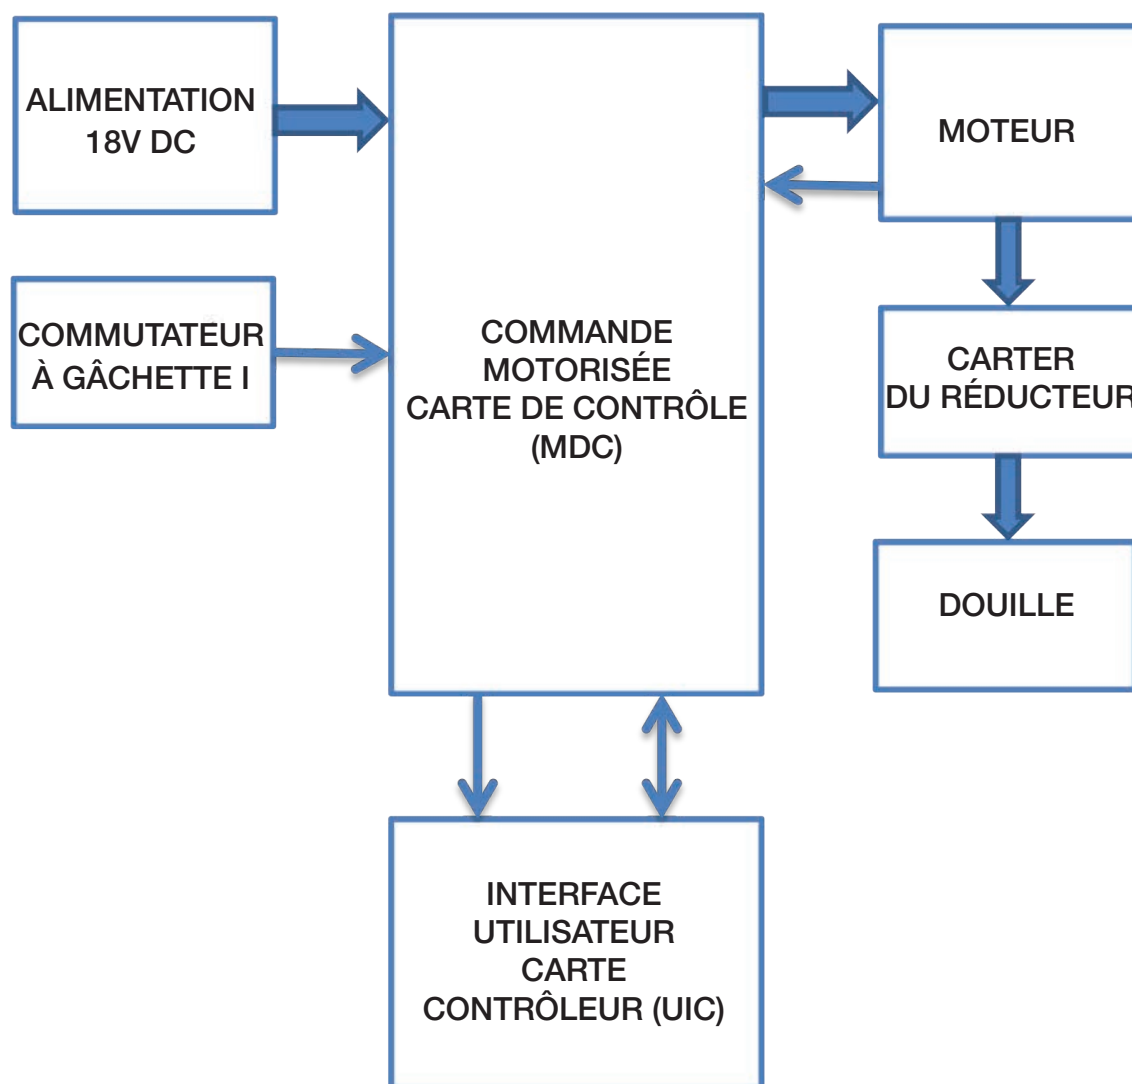 ALIMENTATION
18V DC
COMMUTATEUR
À GÂCHETTE I
COMMANDE
MOTORISÉE
CARTE DE CONTRÔLE
(MDC)
MOTEUR
CARTER
DU RÉDUCTEUR
DOUILLE
INTERFACE
UTILISATEUR
CARTE
CONTRÔLEUR (UIC)